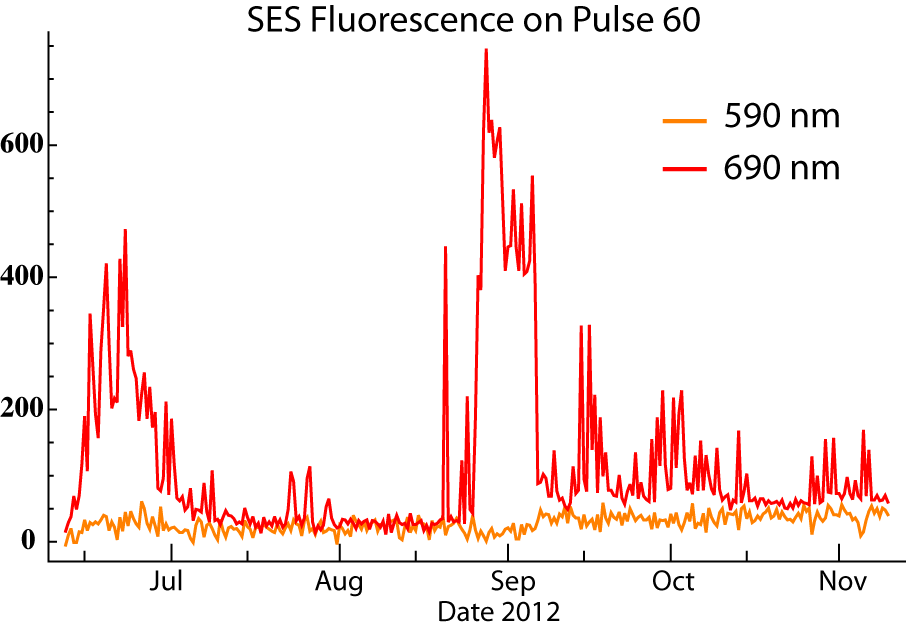 SES Fluorescence on Pulse 60
590 nm
690 nm
600
400
200
0
Jul Aug Sep Oct Nov
Date 2012